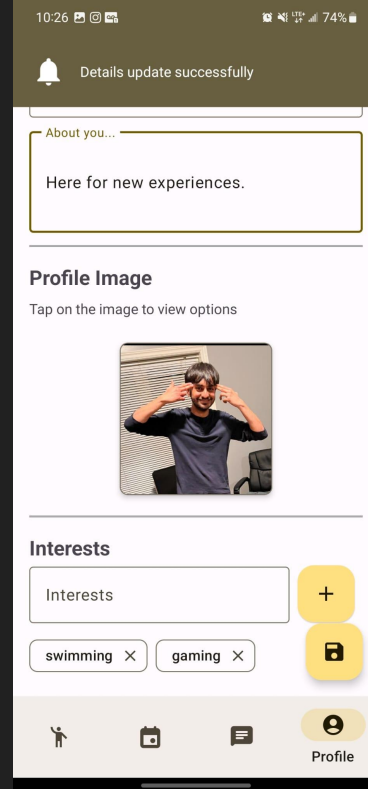 10:26
LTE+
74%
Details update successfully
About you...
Here for new experiences.
Profile Image
Tap on the image to view options
Interests
Interests
+
swimming
gaming
Profile